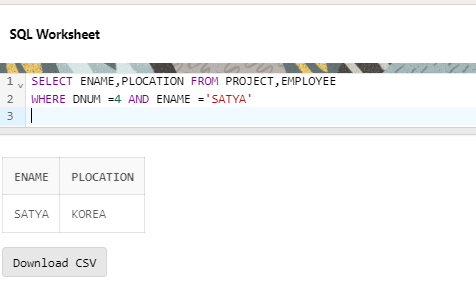 SQL Worksheet
1 SELECT ENAME,PLOCATION FROM PROJECT,EMPLOYEE
2 WHERE DNUM =4 AND ENAME ='SATYA'
3
ENAME PLOCATION
SATYA KOREA
Download CSV